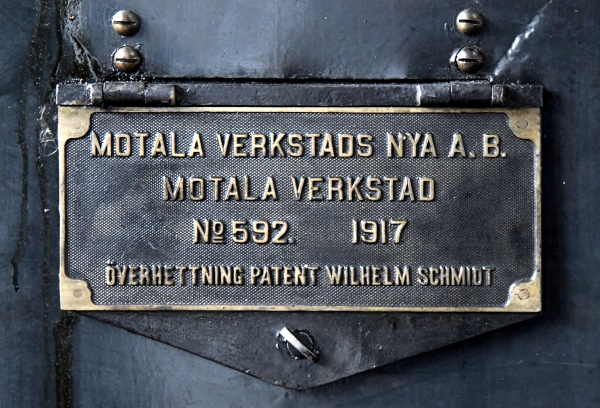 MOTALA VERKSTADS NYA A.B.
MOTALA VERKSTAD
No 592. 1917
ÖVERHETTNING PATENT WILHELM SCHMIDT